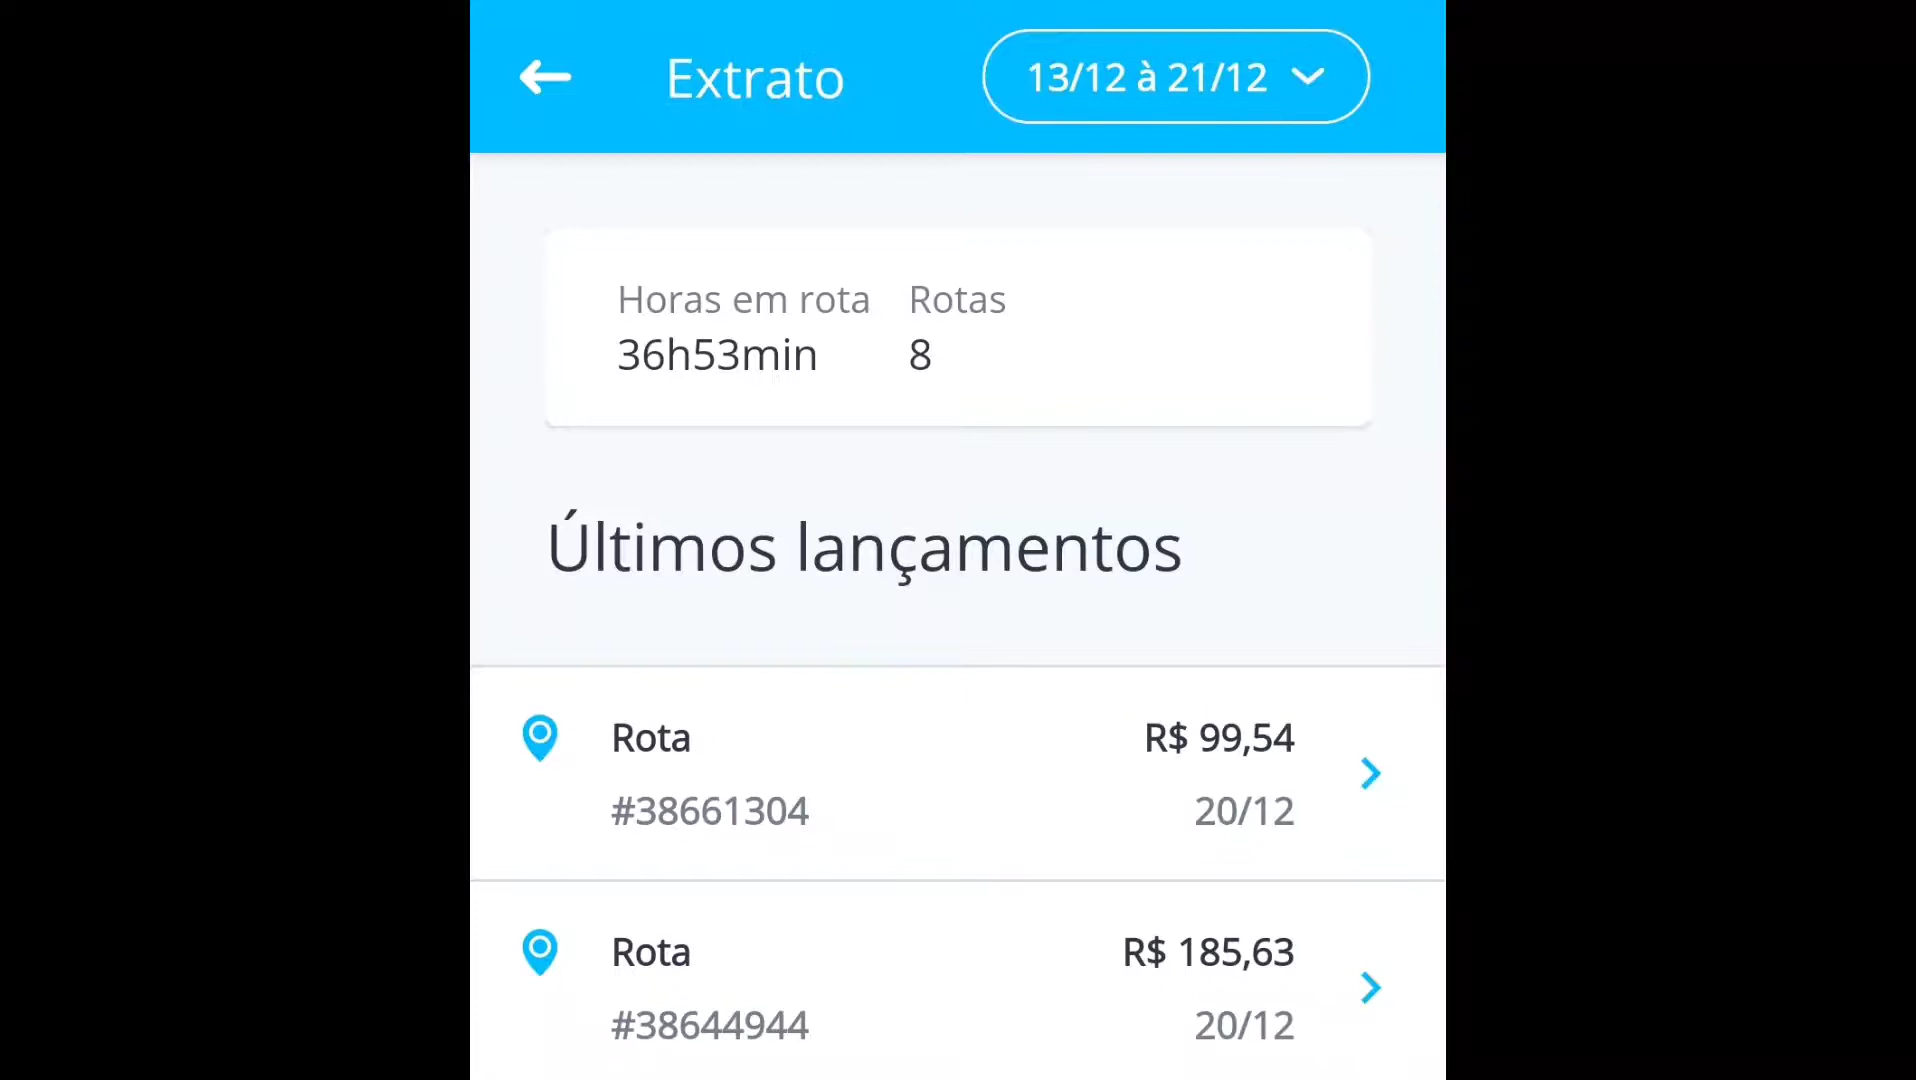 Extrato
13/12 à 21/12
Horas em rota Rotas
36h53min 8
Últimos lançamentos
Rota R$ 99,54
#38661304 20/12
Rota R$ 185,63
#38644944 20/12